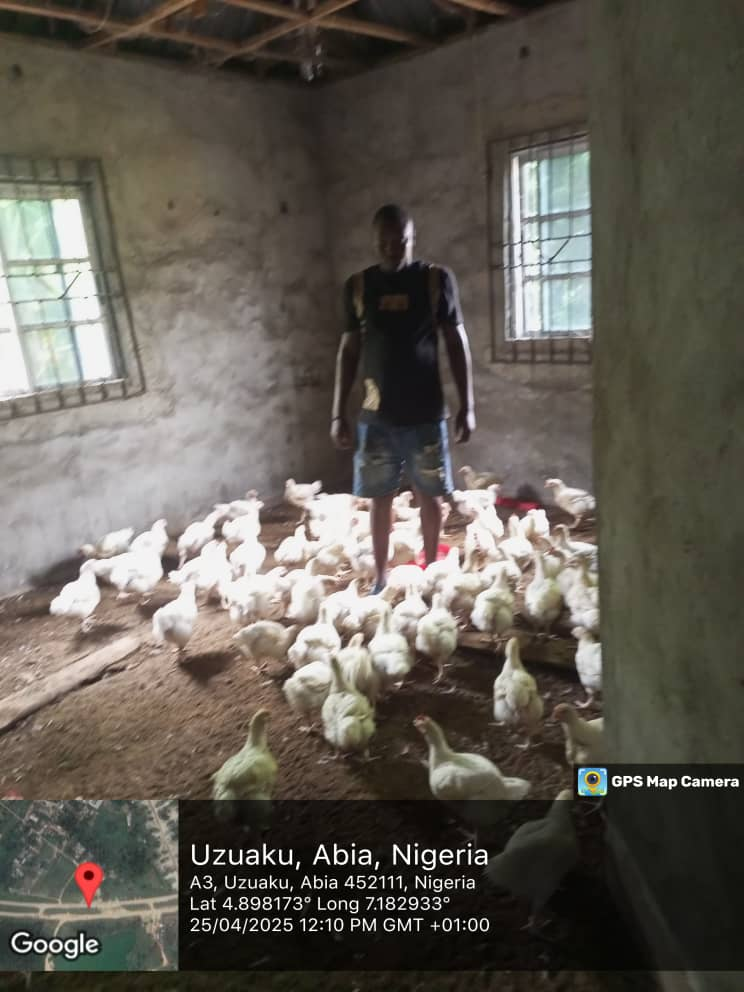 GPS Map Camera
Uzuaku, Abia, Nigeria
A3, Uzuaku, Abia 452111, Nigeria
Lat 4.898173° Long 7.182933°
25/04/2025 12:10 PM GMT +01:00
Google